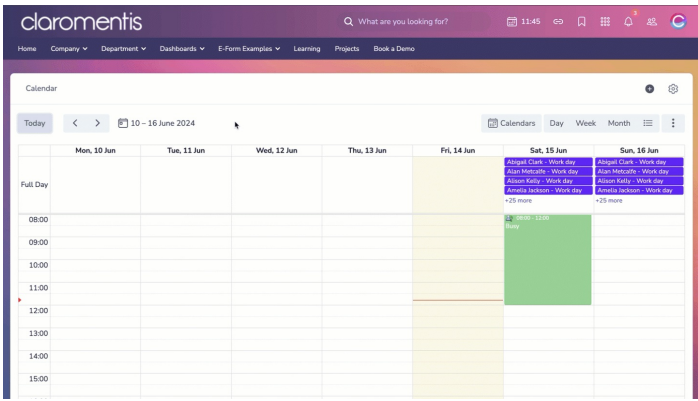 claromentis
What are you looking for?
11:45
3
Home Company Department Dashboards E-Form Examples Learning Projects Book a Demo
Calendar
Today 10 – 16 June 2024 Calendars Day Week Month
Mon, 10 Jun Tue, 11 Jun Wed, 12 Jun Thu, 13 Jun Fri, 14 Jun Sat, 15 Jun Sun, 16 Jun
Full Day
Abigail Clark - Work day Abigail Clark - Work day
Alan Metcalfe - Work day Alan Metcalfe - Work day
Alison Kelly - Work day Alison Kelly - Work day
Amelia Jackson - Work day Amelia Jackson - Work day
+25 more +25 more
08:00 08:00 - 12:00
Busy
09:00
10:00
11:00
12:00
13:00
14:00
15:00